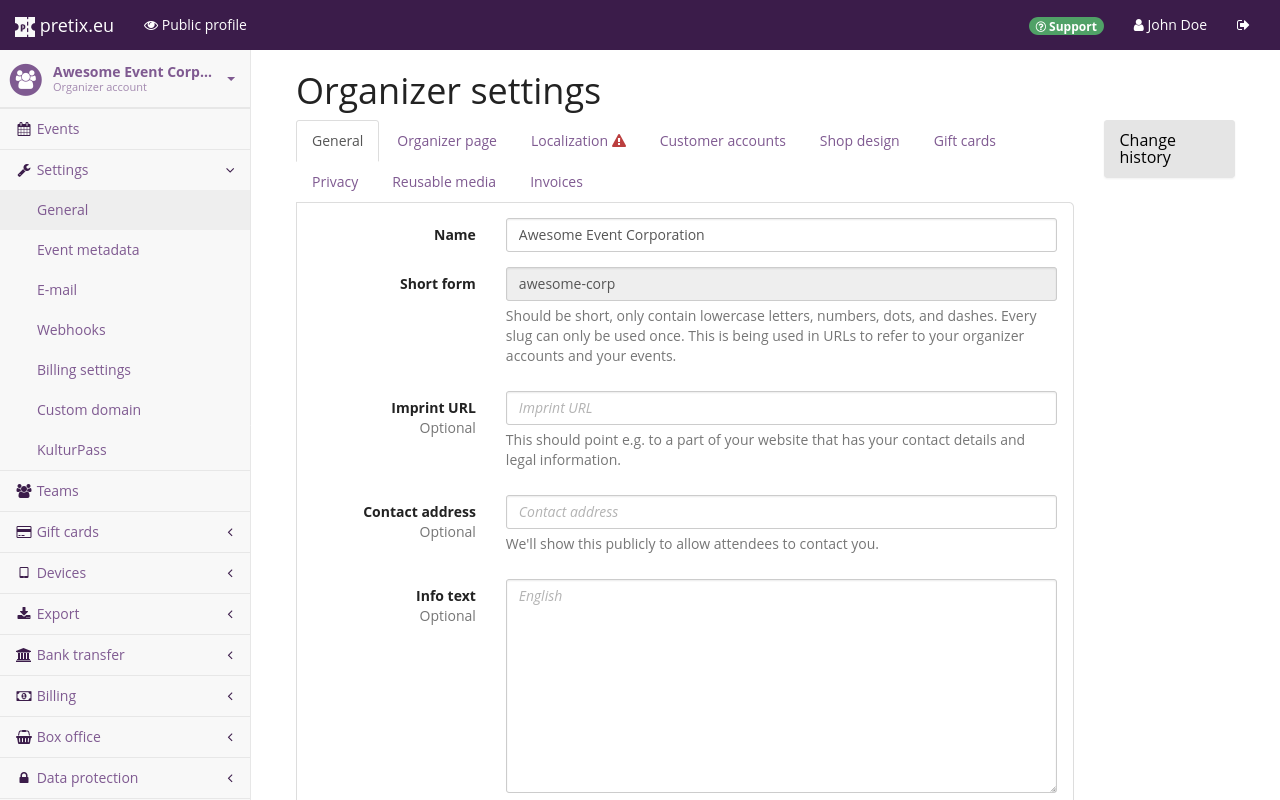 pretix.eu
Public profile
Support
John Doe
Awesome Event Corp...
Organizer account
Events
Settings
General
Event metadata
E-mail
Webhooks
Billing settings
Custom domain
KulturPass
Teams
Gift cards
Devices
Export
Bank transfer
Billing
Box office
Data protection
Organizer settings
General
Organizer page
Localization
Customer accounts
Shop design
Gift cards
Privacy
Reusable media
Invoices
Name
Awesome Event Corporation
Short form
awesome-corp
Should be short, only contain lowercase letters, numbers, dots, and dashes. Every
slug can only be used once. This is being used in URLs to refer to your organizer
accounts and your events.
Imprint URL
Optional
Imprint URL
This should point e.g. to a part of your website that has your contact details and
legal information.
Contact address
Optional
Contact address
We'll show this publicly to allow attendees to contact you.
Info text
Optional
English
Change
history